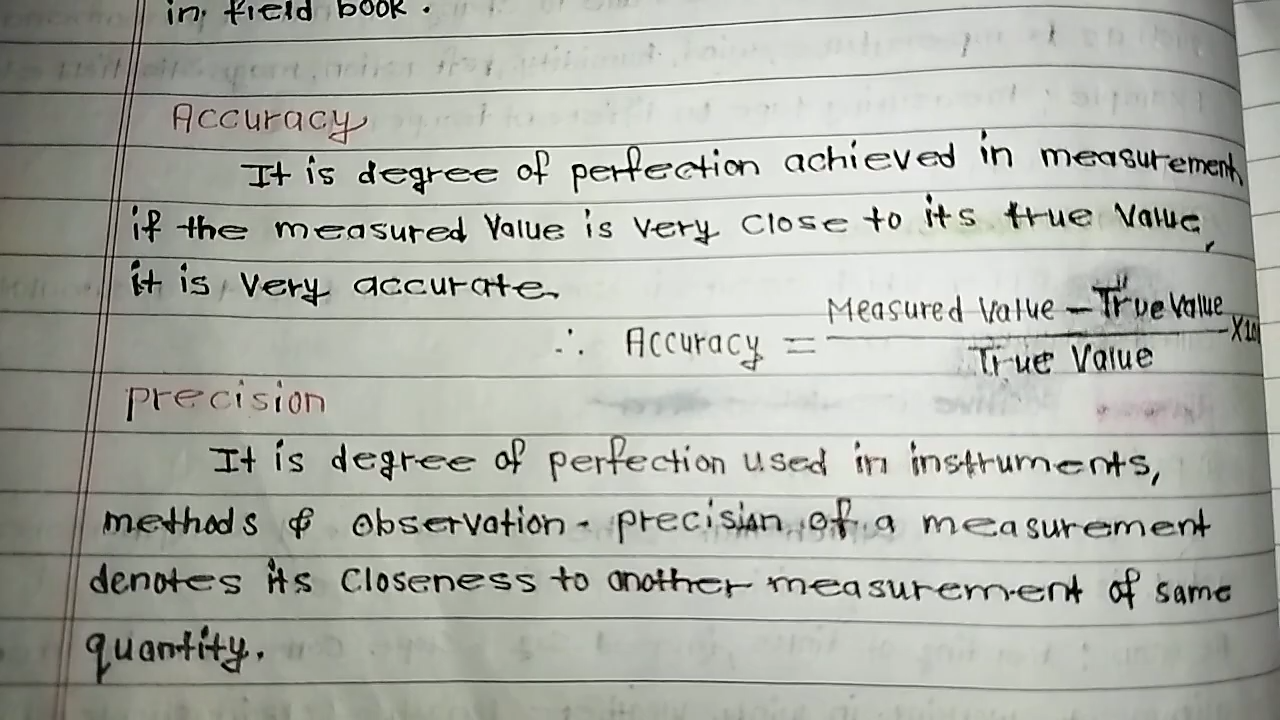 in field book.
Accuracy
It is degree of perfection achieved in measurement
if the measured value is very close to its true value,
it is very accurate.
Measured value - True value
∴ Accuracy = ×100
True value
precision
It is degree of perfection used in instruments,
methods & observation. precision of a measurement
denotes its closeness to another measurement of same
quantity.